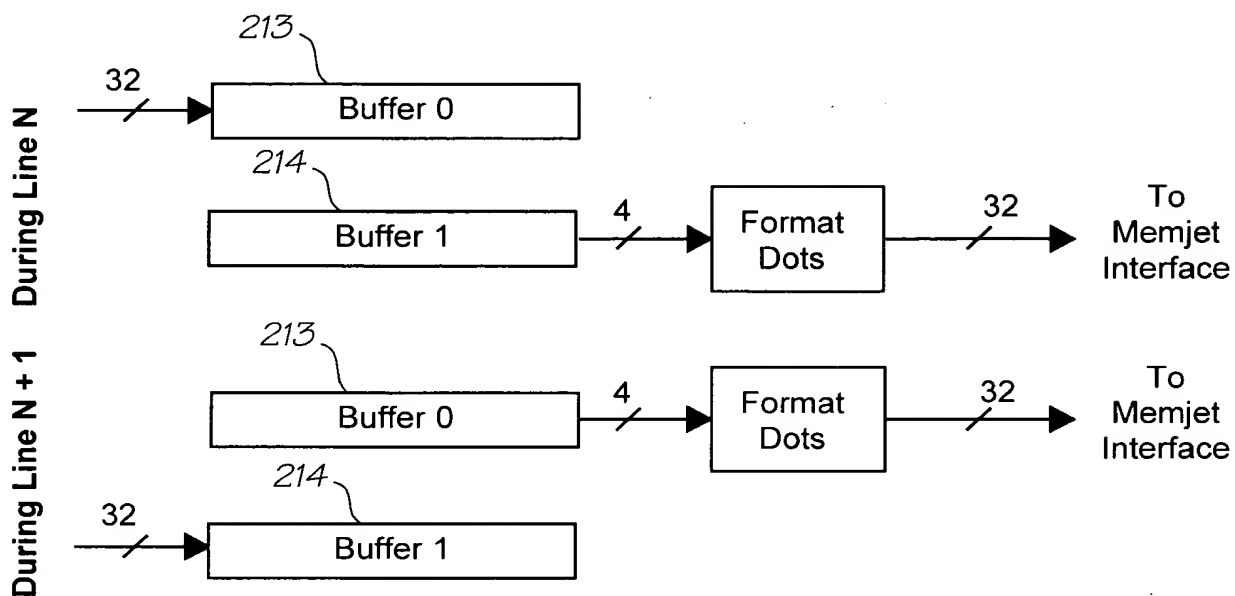 During Line N
213
32
Buffer 0
214
Buffer 1
4
Format
Dots
32
To
Memjet
Interface
During Line N + 1
213
Buffer 0
4
Format
Dots
32
To
Memjet
Interface
214
32
Buffer 1